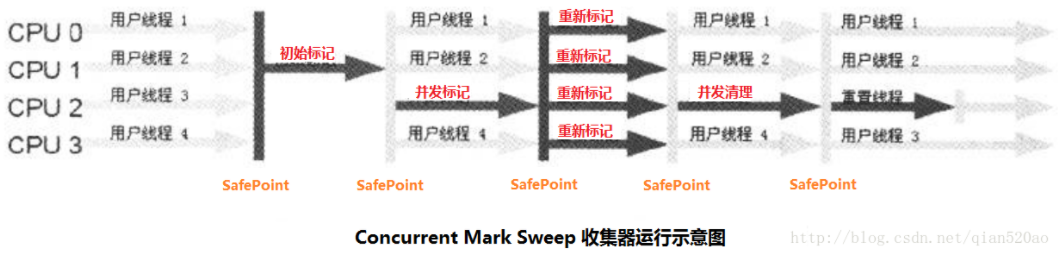 CPU 0 用户线程 1 用户线程 1 重新标记 用户线程 1 用户线程 1
初始标记
CPU 1 用户线程 2 用户线程 2 重新标记 用户线程 2 用户线程 2
CPU 2 用户线程 3 并发标记 重新标记 并发清理 重置线程
CPU 3 用户线程 4 用户线程 4 重新标记 用户线程 4 用户线程 3
SafePoint SafePoint SafePoint SafePoint SafePoint
Concurrent Mark Sweep 收集器运行示意图
http://blog.csdn.net/qian520ao